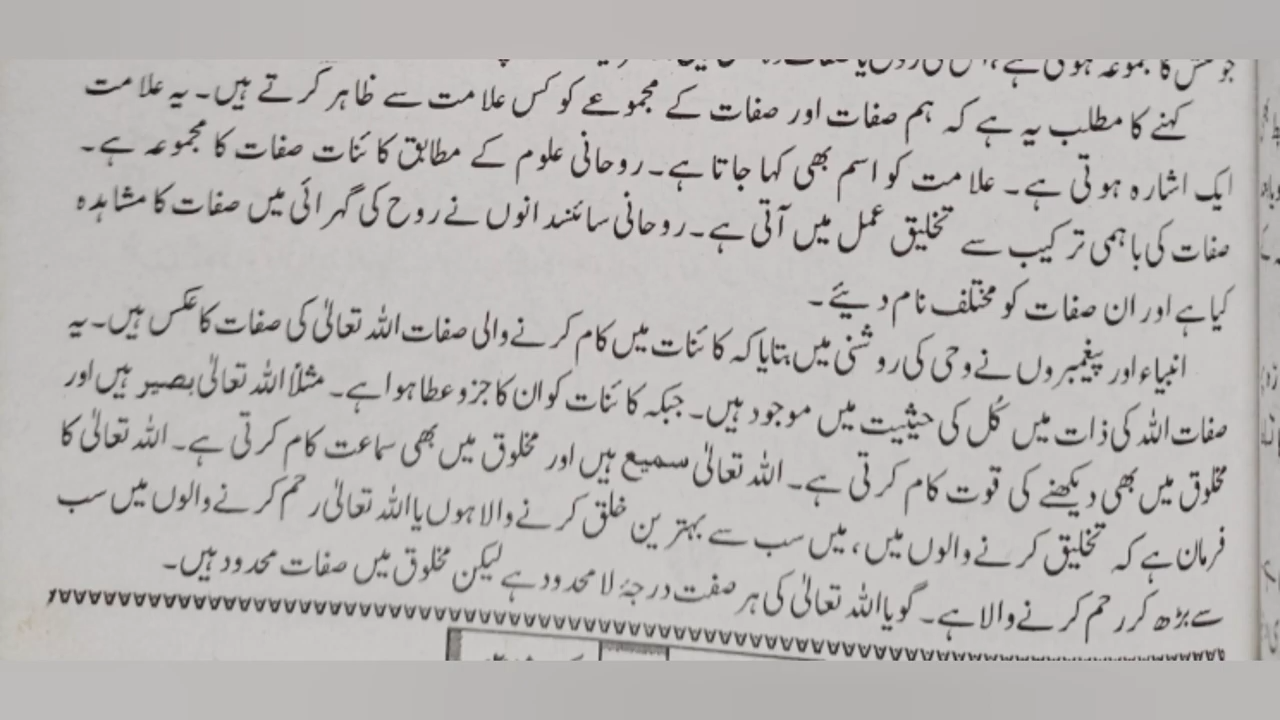 کہنے کا مطلب یہ ہے کہ ہم صفات اور صفات کے مجموعے کو کس علامت سے ظاہر کرتے ہیں۔ یہ علامت
ایک اشارہ ہوتی ہے۔ علامت کو اسم بھی کہا جاتا ہے۔ روحانی علوم کے مطابق کائنات صفات کا مجموعہ ہے۔
صفات کی باہمی ترکیب سے تخلیق عمل میں آتی ہے۔ روحانی سائنسدانوں نے روح کی گہرائی میں صفات کا مشاہدہ
کیا ہے اور ان صفات کو مختلف نام دیئے۔
انبیاء اور پیغمبروں نے وحی کی روشنی میں بتایا کہ کائنات میں کام کرنے والی صفات اللہ تعالیٰ کی صفات کا عکس ہیں۔ یہ
صفات اللہ کی ذات میں کُل کی حیثیت میں موجود ہیں۔ جبکہ کائنات کو ان کا جزو عطا ہوا ہے۔ مثلاً اللہ تعالیٰ بصیر ہیں اور
مخلوق میں بھی دیکھنے کی قوت کام کرتی ہے۔ اللہ تعالیٰ سمیع ہیں اور مخلوق میں بھی سماعت کام کرتی ہے۔ اللہ تعالیٰ کا
فرمان ہے کہ تخلیق کرنے والوں میں، میں سب سے بہترین خلق کرنے والا ہوں یا اللہ تعالیٰ رحم کرنے والوں میں سب
سے بڑھ کر رحم کرنے والا ہے۔ گویا اللہ تعالیٰ کی ہر صفت درجۂ لا محدود ہے لیکن مخلوق میں صفات محدود ہیں۔